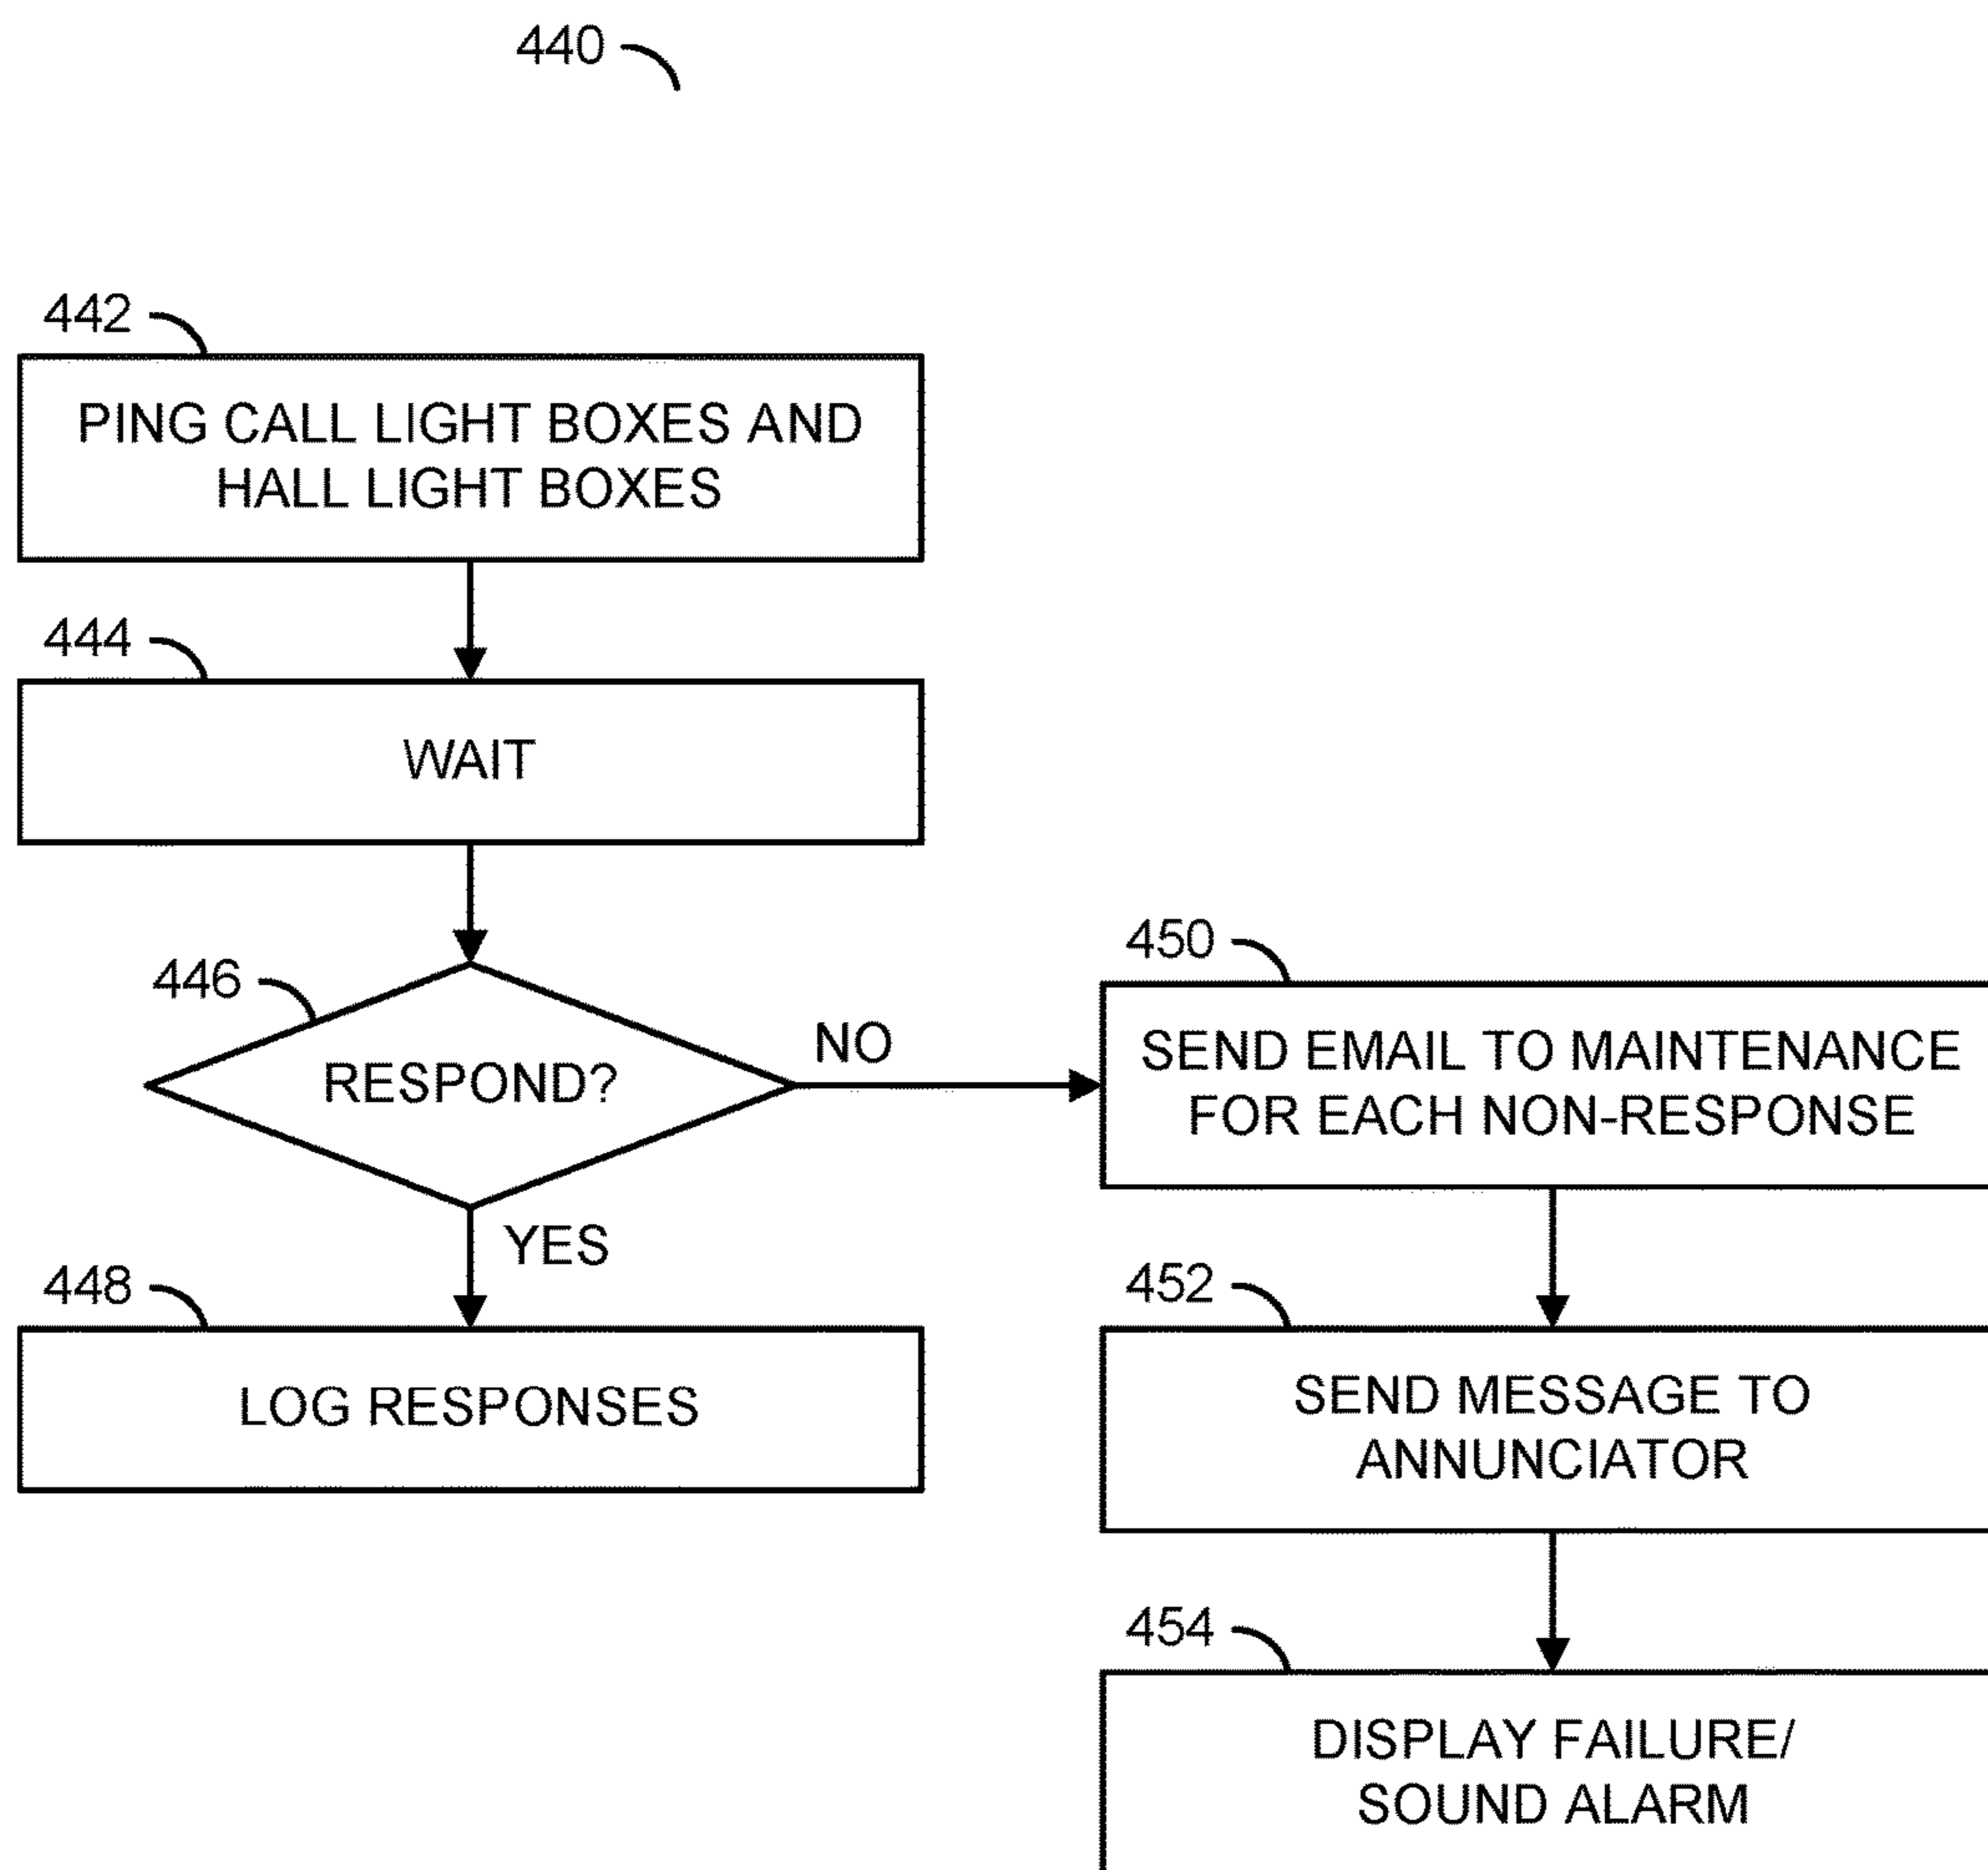 440
442
PING CALL LIGHT BOXES AND
HALL LIGHT BOXES
444
WAIT
446
RESPOND?
NO
YES
448
LOG RESPONSES
450
SEND EMAIL TO MAINTENANCE
FOR EACH NON-RESPONSE
452
SEND MESSAGE TO
ANNUNCIATOR
454
DISPLAY FAILURE/
SOUND ALARM